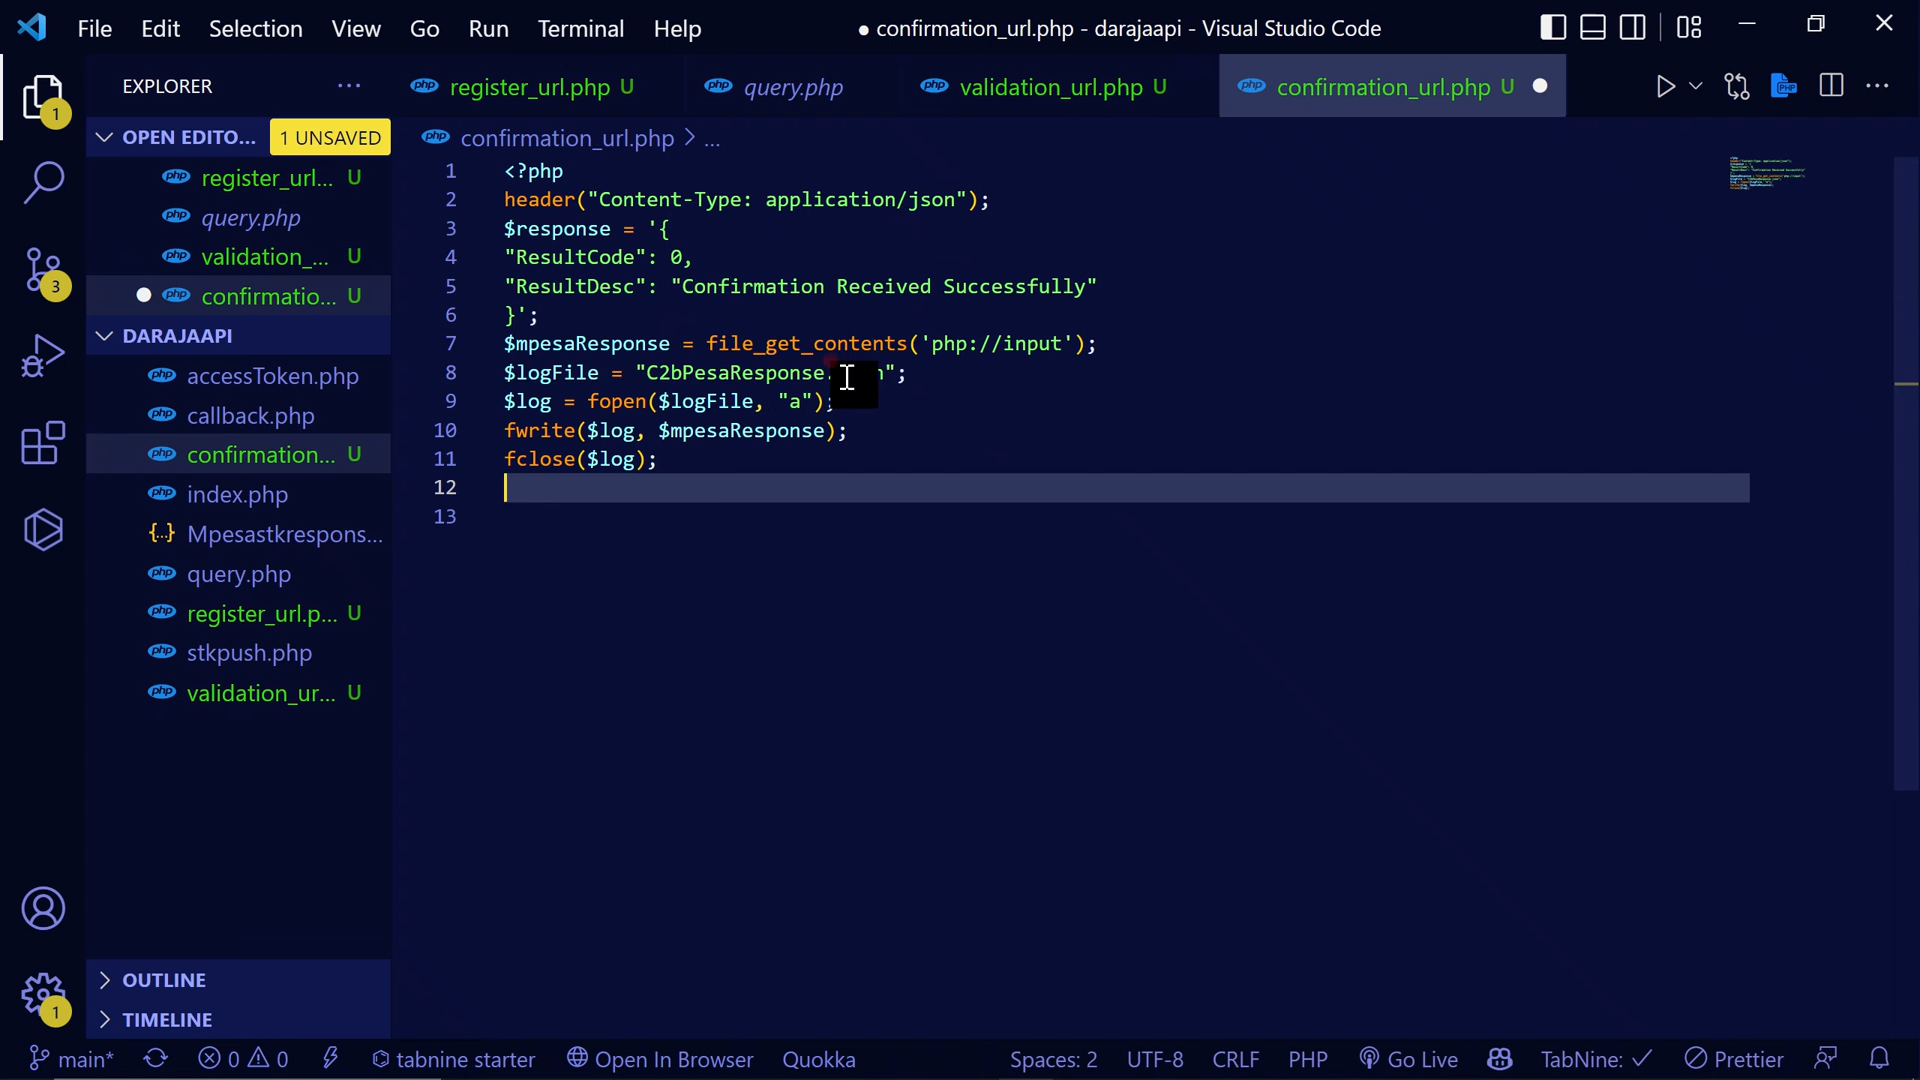 File Edit Selection View Go Run Terminal Help
● confirmation_url.php - darajaapi - Visual Studio Code
EXPLORER ...
register_url.php U
query.php
validation_url.php U
confirmation_url.php U ●
1
OPEN EDITO... 1 UNSAVED
register_url... U
query.php
validation_... U
confirmatio... U
3
DARAJAAPI
accessToken.php
callback.php
confirmation... U
index.php
{..} Mpesastkrespons...
query.php
register_url.p... U
stkpush.php
validation_ur... U
OUTLINE
TIMELINE
1
confirmation_url.php > ...
1 <?php
2 header("Content-Type: application/json");
3 $response = '{
4 "ResultCode": 0,
5 "ResultDesc": "Confirmation Received Successfully"
6 }';
7 $mpesaResponse = file_get_contents('php://input');
8 $logFile = "C2bPesaResponse. ";
9 $log = fopen($logFile, "a");
10 fwrite($log, $mpesaResponse);
11 fclose($log);
12
13
main* 0 0 tabnine starter Open In Browser Quokka Spaces: 2 UTF-8 CRLF PHP Go Live TabNine: ✓ Prettier